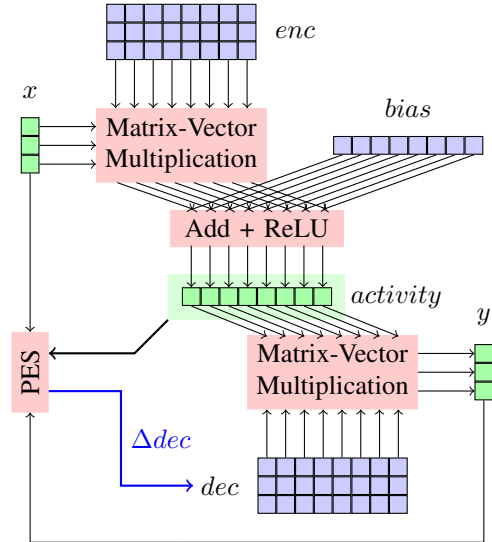 enc
x
Matrix-Vector
Multiplication
bias
Add + ReLU
activity
y
Matrix-Vector
Multiplication
PES
Δdec
dec